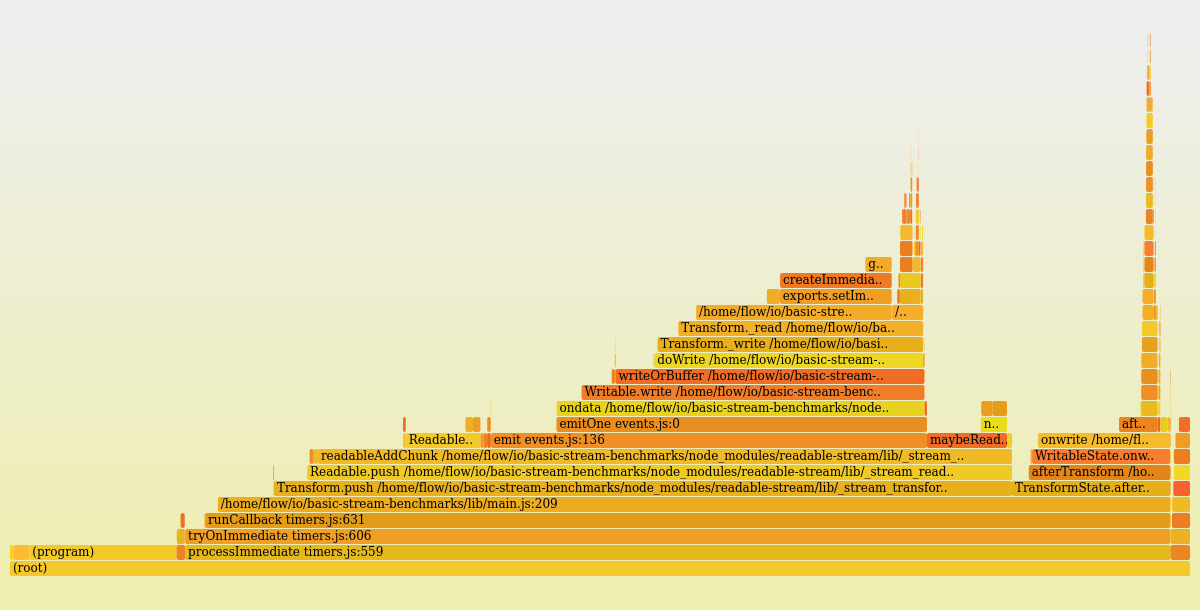 g..
createImmedia..
exports.setIm..
/home/flow/io/basic-stre.. /..
Transform._read /home/flow/io/ba..
Transform._write /home/flow/io/basi..
doWrite /home/flow/io/basic-stream-..
writeOrBuffer /home/flow/io/basic-stream-..
Writable.write /home/flow/io/basic-stream-benc..
ondata /home/flow/io/basic-stream-benchmarks/node..
emitOne events.js:0 n.. aft..
Readable.. emit events.js:136 maybeRead.. onwrite /home/fl..
readableAddChunk /home/flow/io/basic-stream-benchmarks/node_modules/readable-stream/lib/_stream_.. WritableState.onw..
Readable.push /home/flow/io/basic-stream-benchmarks/node_modules/readable-stream/lib/_stream_read.. afterTransform /ho..
Transform.push /home/flow/io/basic-stream-benchmarks/node_modules/readable-stream/lib/_stream_transfor.. TransformState.after..
/home/flow/io/basic-stream-benchmarks/lib/main.js:209
runCallback timers.js:631
tryOnImmediate timers.js:606
(program) processImmediate timers.js:559
(root)